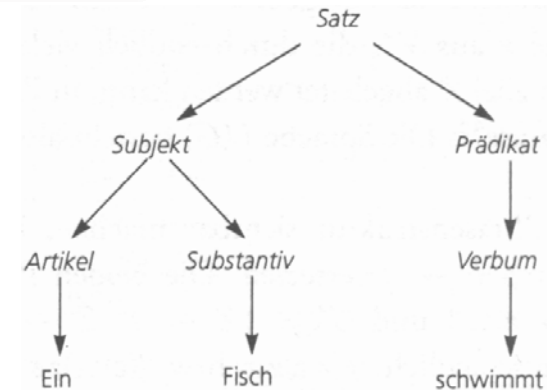 Satz
Subjekt Prädikat
Artikel Substantiv Verbum
Ein Fisch schwimmt